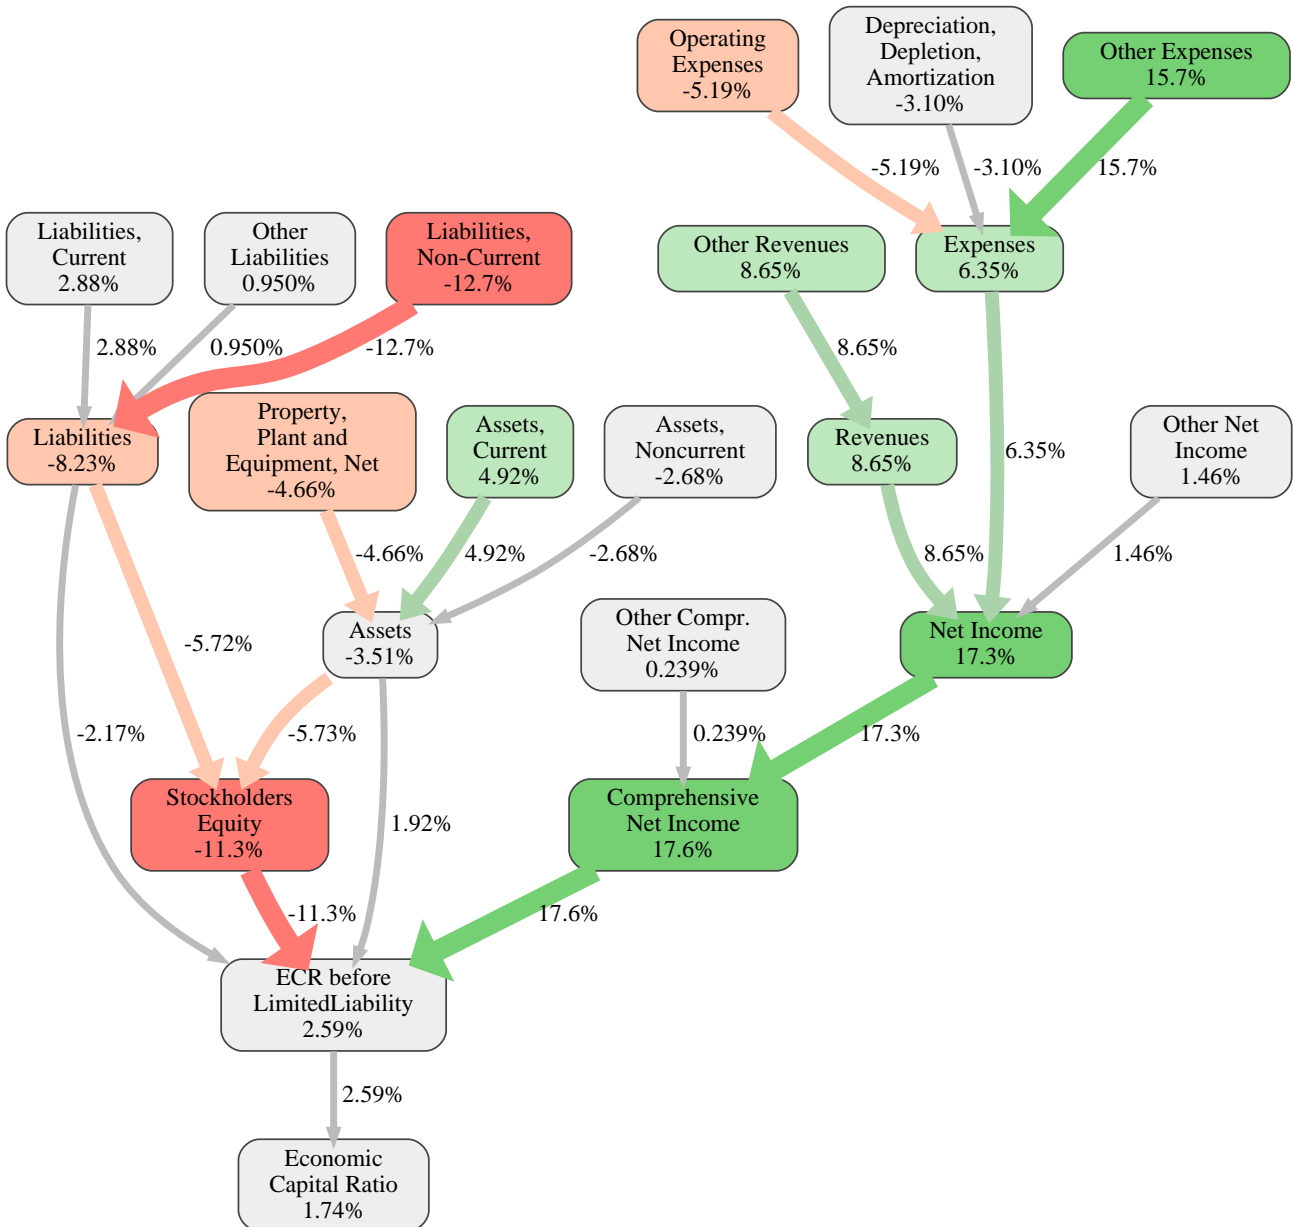 Operating
Expenses
-5.19%
Depreciation,
Depletion,
Amortization
-3.10%
Other Expenses
15.7%
-5.19%
-3.10%
15.7%
Liabilities,
Current
2.88%
Other
Liabilities
0.950%
Liabilities,
Non-Current
-12.7%
Other Revenues
8.65%
Expenses
6.35%
2.88%
0.950%
-12.7%
8.65%
Liabilities
-8.23%
Property,
Plant and
Equipment, Net
-4.66%
Assets,
Current
4.92%
Assets,
Noncurrent
-2.68%
Revenues
8.65%
6.35%
Other Net
Income
1.46%
-4.66%
4.92%
-2.68%
8.65%
1.46%
-5.72%
Assets
-3.51%
Other Compr.
Net Income
0.239%
Net Income
17.3%
-2.17%
-5.73%
0.239%
17.3%
Stockholders
Equity
-11.3%
1.92%
Comprehensive
Net Income
17.6%
-11.3%
17.6%
ECR before
LimitedLiability
2.59%
2.59%
Economic
Capital Ratio
1.74%